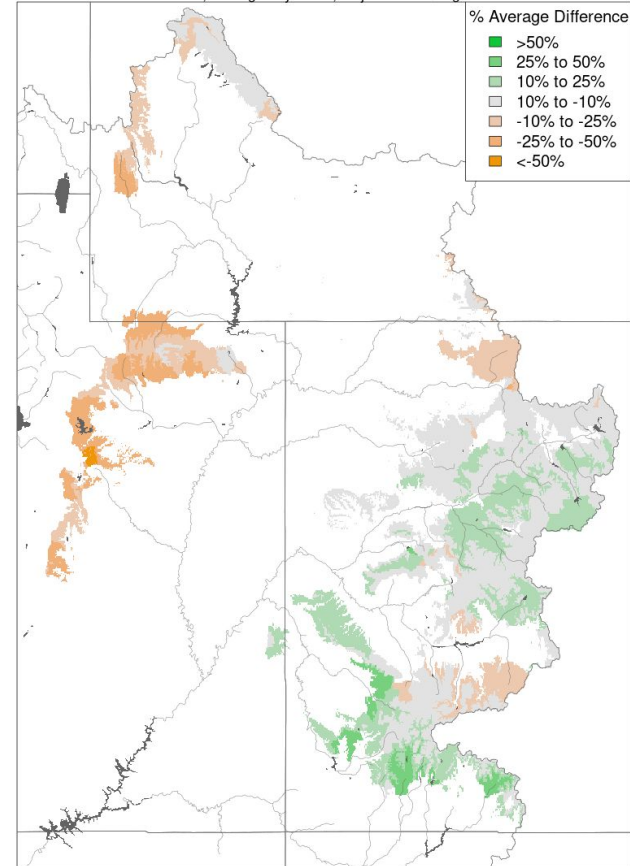 % Average Difference
>50%
25% to 50%
10% to 25%
10% to -10%
-10% to -25%
-25% to -50%
<-50%